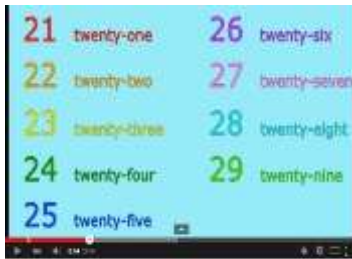 21 twenty-one
22 twenty-two
23 twenty-three
24 twenty-four
25 twenty-five
26 twenty-six
27 twenty-seven
28 twenty-eight
29 twenty-nine